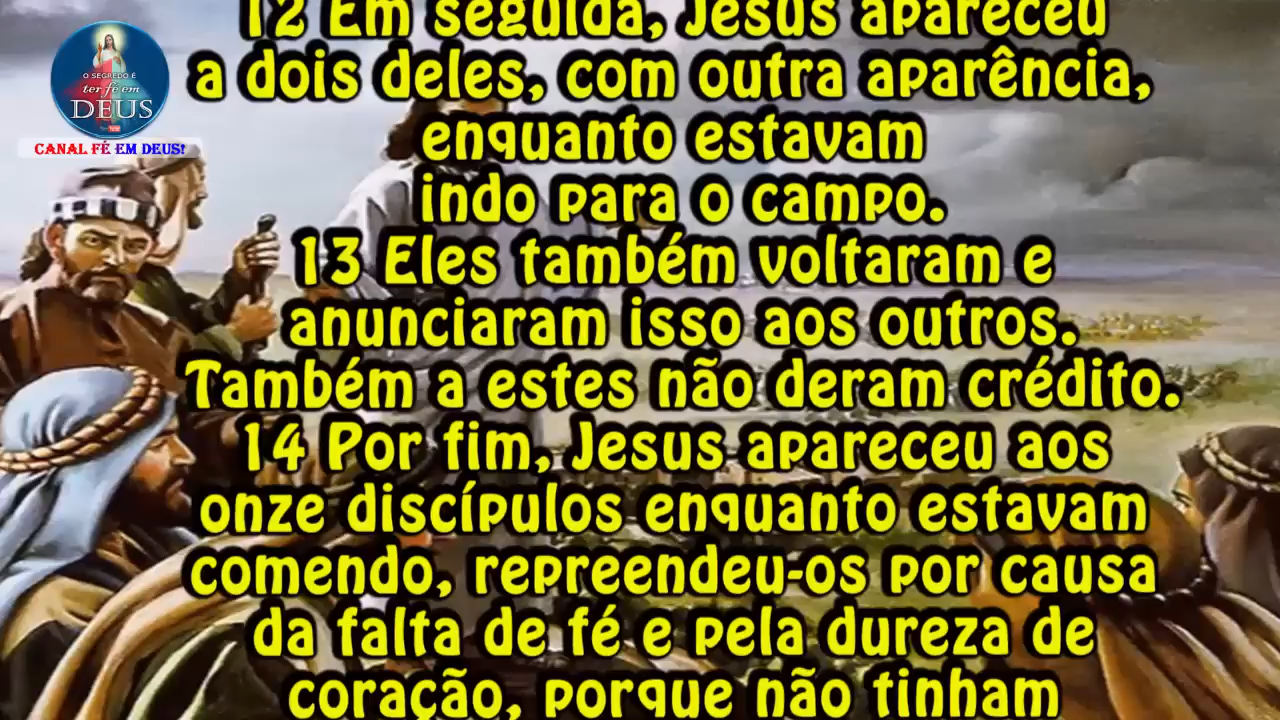 O SEGREDO É
ter fé em
DEUS
CANAL FÉ EM DEUS!
12 Em seguida, Jesus apareceu
a dois deles, com outra aparência,
enquanto estavam
indo para o campo.
13 Eles também voltaram e
anunciaram isso aos outros.
Também a estes não deram crédito.
14 Por fim, Jesus apareceu aos
onze discípulos enquanto estavam
comendo, repreendeu-os por causa
da falta de fé e pela dureza de
coração, porque não tinham